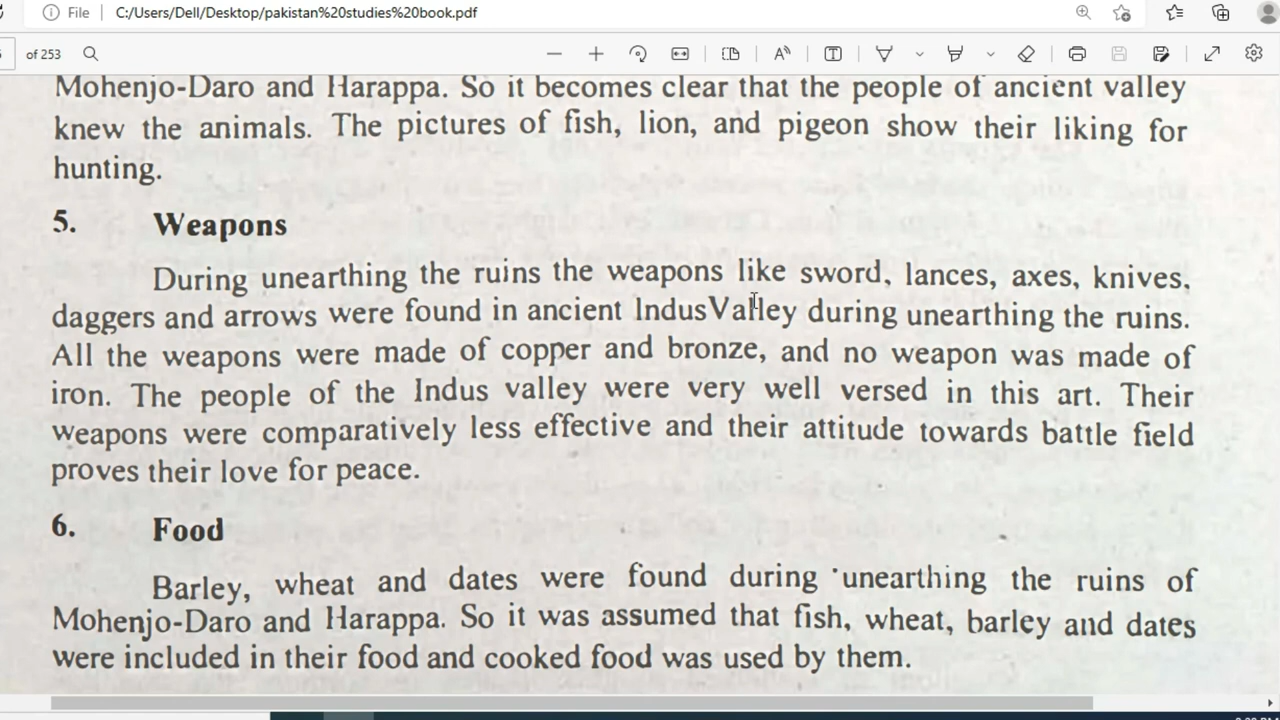 File C:/Users/Dell/Desktop/pakistan%20studies%20book.pdf
of 253
Mohenjo-Daro and Harappa. So it becomes clear that the people of ancient valley
knew the animals. The pictures of fish, lion, and pigeon show their liking for
hunting.
5. Weapons
During unearthing the ruins the weapons like sword, lances, axes, knives,
daggers and arrows were found in ancient IndusValley during unearthing the ruins.
All the weapons were made of copper and bronze, and no weapon was made of
iron. The people of the Indus valley were very well versed in this art. Their
weapons were comparatively less effective and their attitude towards battle field
proves their love for peace.
6. Food
Barley, wheat and dates were found during unearthing the ruins of
Mohenjo-Daro and Harappa. So it was assumed that fish, wheat, barley and dates
were included in their food and cooked food was used by them.